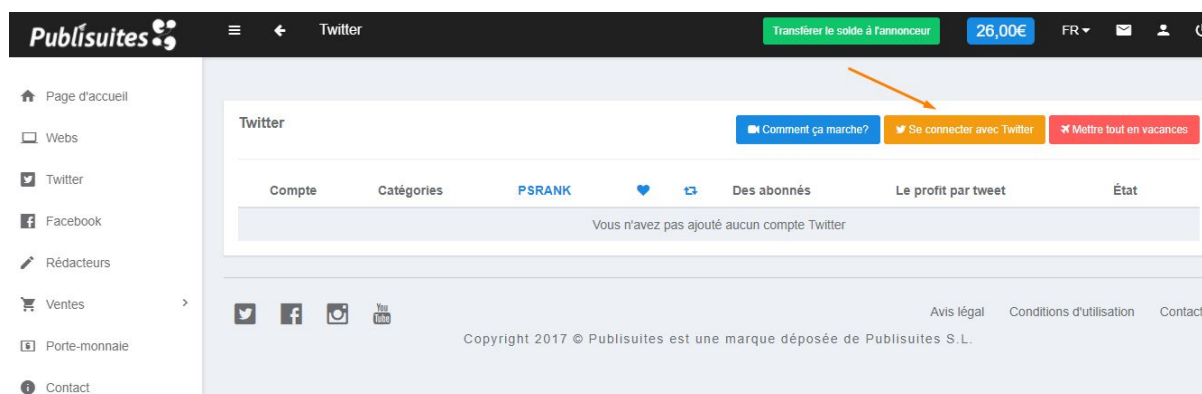 Publisuites
Twitter
Transférer le solde à l'annonceur
26,00€
FR
Page d'accueil
Webs
Twitter
Facebook
Rédacteurs
Ventes
Porte-monnaie
Contact
Twitter
Comment ça marche?
Se connecter avec Twitter
Mettre tout en vacances
Compte Catégories PSRANK Des abonnés Le profit par tweet État
Vous n'avez pas ajouté aucun compte Twitter
You Tube
Avis légal Conditions d'utilisation Contact
Copyright 2017 © Publisuites est une marque déposée de Publisuites S.L.